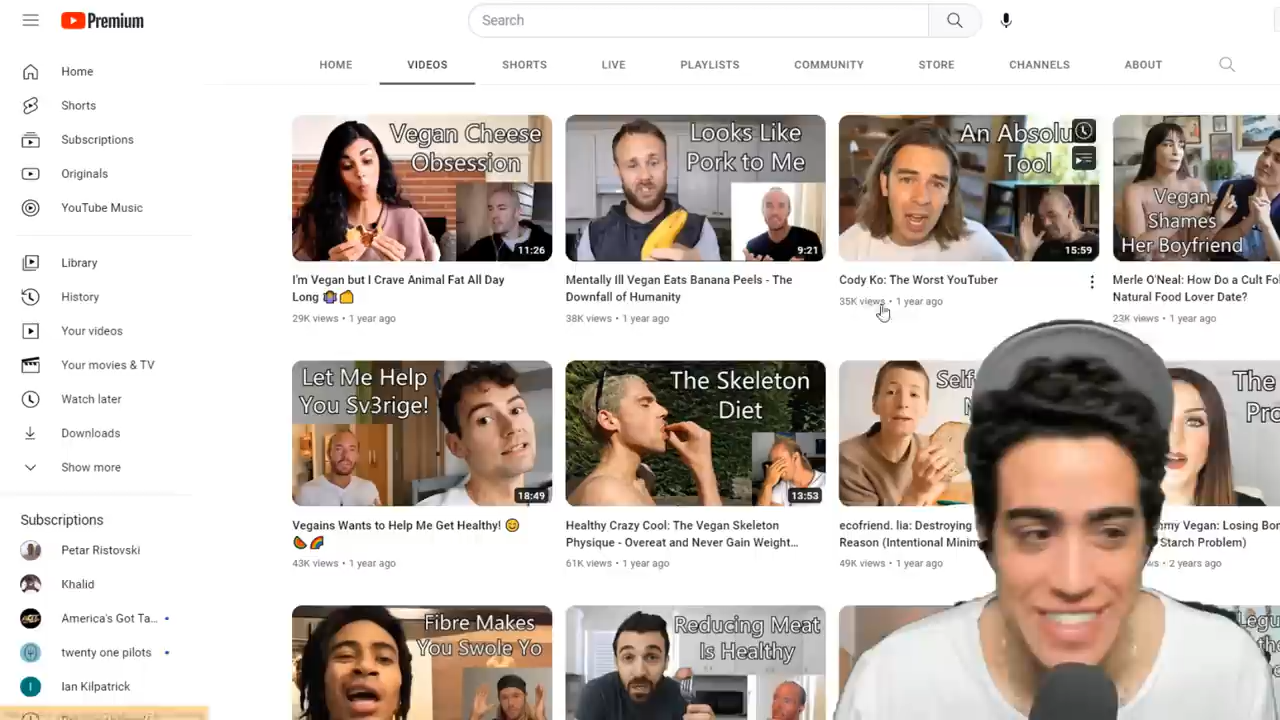 Premium
Search
HOME
VIDEOS
SHORTS
LIVE
PLAYLISTS
COMMUNITY
STORE
CHANNELS
ABOUT
Home
Shorts
Subscriptions
Originals
YouTube Music
Library
History
Your videos
Your movies & TV
Watch later
Downloads
Show more
Subscriptions
Petar Ristovski
Khalid
America's Got Ta...
twenty one pilots
Ian Kilpatrick
Vegan Cheese
Obsession
11:26
I'm Vegan but I Crave Animal Fat All Day
Long
29K views • 1 year ago
Looks Like
Pork to Me
9:21
Mentally Ill Vegan Eats Banana Peels - The
Downfall of Humanity
38K views • 1 year ago
An Absolu
Tool
15:59
Cody Ko: The Worst YouTuber
35K views • 1 year ago
Vegan
Shames
Her Boyfriend
Merle O'Neal: How Do a Cult Fo
Natural Food Lover Date?
23K views • 1 year ago
Let Me Help
You Sv3rige!
18:49
Vegains Wants to Help Me Get Healthy! 😊
🍉 🌈
43K views • 1 year ago
The Skeleton
Diet
13:53
Healthy Crazy Cool: The Vegan Skeleton
Physique - Overeat and Never Gain Weight...
61K views • 1 year ago
Self
ecofriend. lia: Destroying
Reason (Intentional Minim
49K views • 1 year ago
The
Pro
my Vegan: Losing Bon
Starch Problem)
2 years ago
Fibre Makes
You Swole Yo
Reducing Meat
Is Healthy